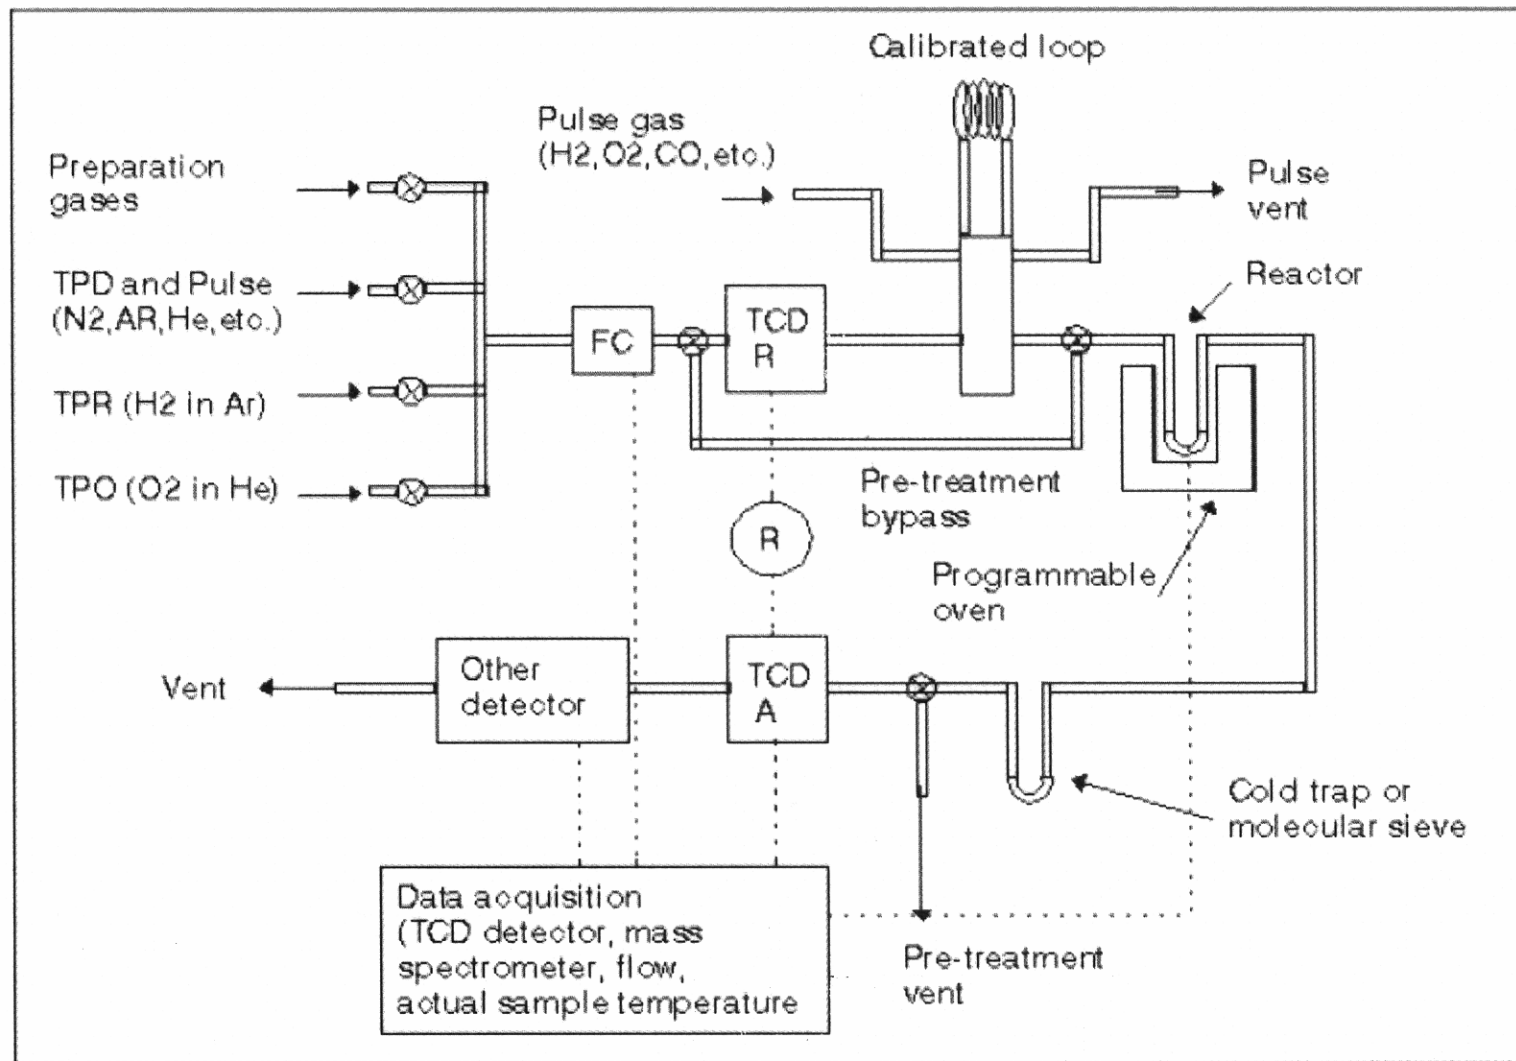 Calibrated loop
Pulse gas
(H2,O2,CO,etc.)
Preparation
gases
Pulse
vent
TPD and Pulse
(N2,AR,He,etc.)
Reactor
FC
TCD
R
TPR (H2 in Ar)
TPO (O2 in He)
Pre-treatment
bypass
R
Programmable
oven
Vent
Other
detector
TCD
A
Cold trap or
molecular sieve
Data acquisition
(TCD detector, mass
spectrometer, flow,
actual sample temperature
Pre-treatment
vent